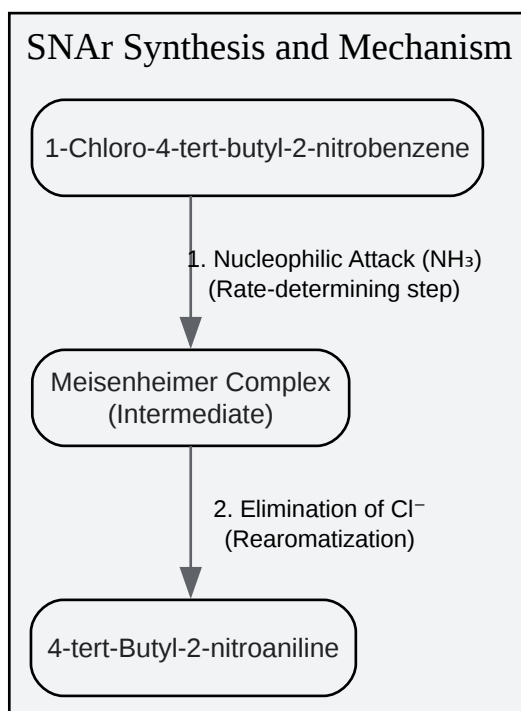 SNAr Synthesis and Mechanism
1-Chloro-4-tert-butyl-2-nitrobenzene
1. Nucleophilic Attack (NH₃)
(Rate-determining step)
Meisenheimer Complex
(Intermediate)
2. Elimination of Cl⁻
(Rearomatization)
4-tert-Butyl-2-nitroaniline